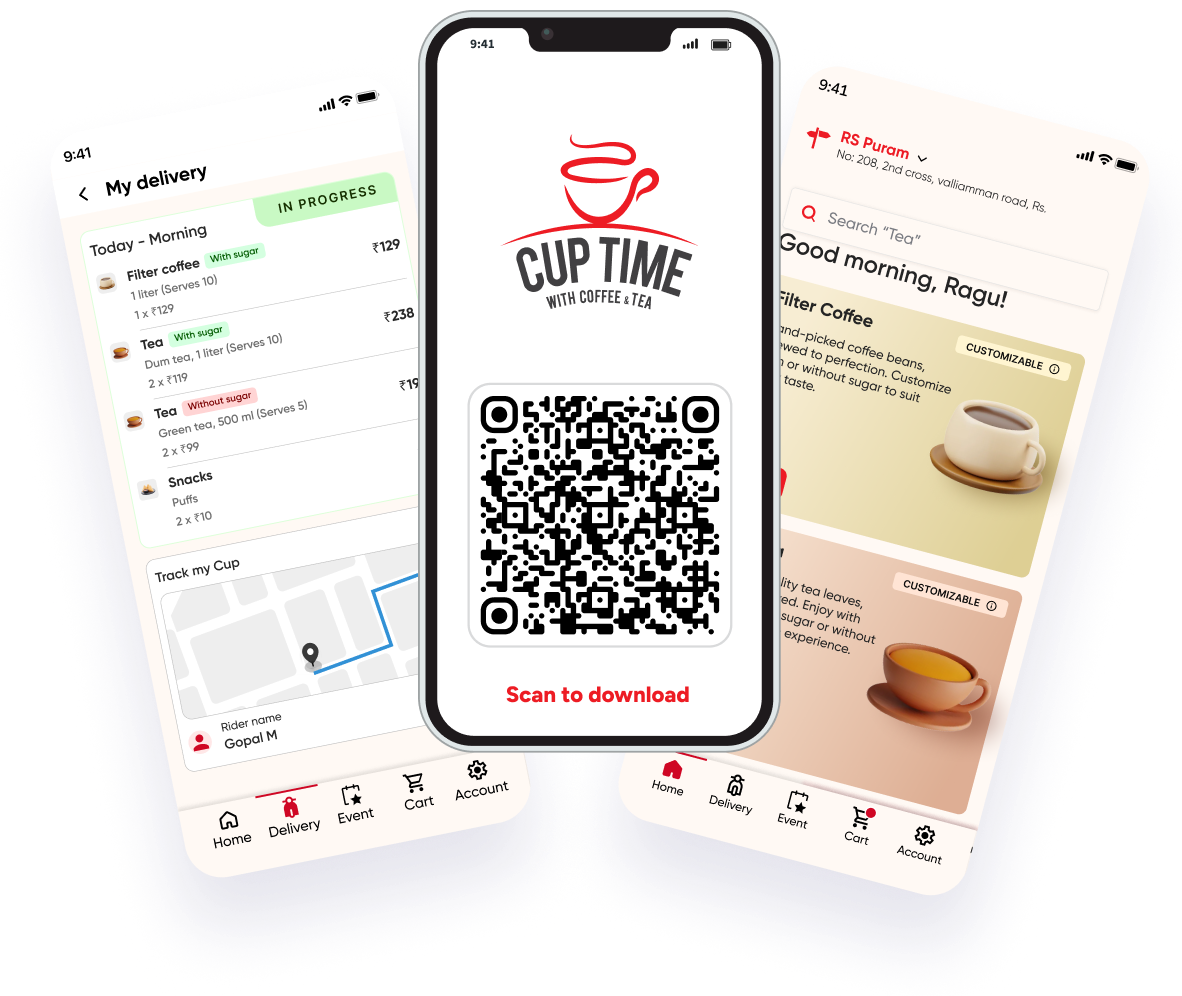 9:41
My delivery
IN PROGRESS
Today - Morning
Filter coffee With sugar ₹129
1 liter (Serves 10)
1 x ₹129
Tea With sugar ₹238
Dum tea, 1 liter (Serves 10)
2 x ₹119
Tea Without sugar ₹19
Green tea, 500 ml (Serves 5)
2 x ₹99
Snacks
Puffs
2 x ₹10
Track my Cup
Rider name
Gopal M
Home Delivery Event Cart Account
9:41
CUP TIME
WITH COFFEE & TEA
Scan to download
9:41
RS Puram
No: 208, 2nd cross, valliamman road, Rs.
Search “Tea”
Good morning, Ragu!
Filter Coffee
CUSTOMIZABLE
and-picked coffee beans,
wed to perfection. Customize
or without sugar to suit
taste.
CUSTOMIZABLE
lity tea leaves,
ed. Enjoy with
sugar or without
experience.
Home Delivery Event Cart Account